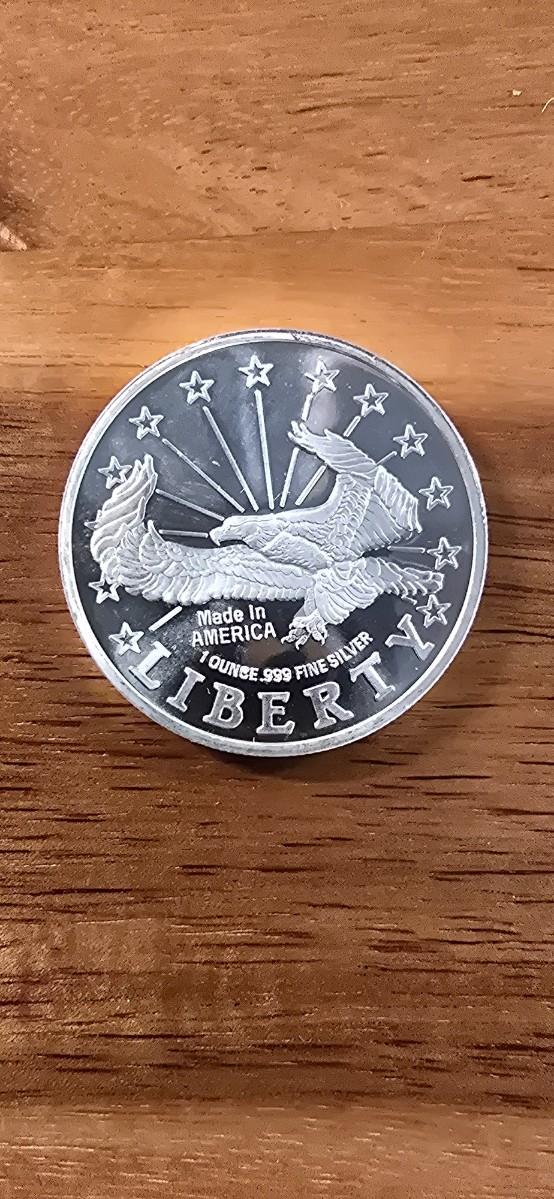 Made In
AMERICA
1 OUNCE .999 FINE SILVER
LIBERTY